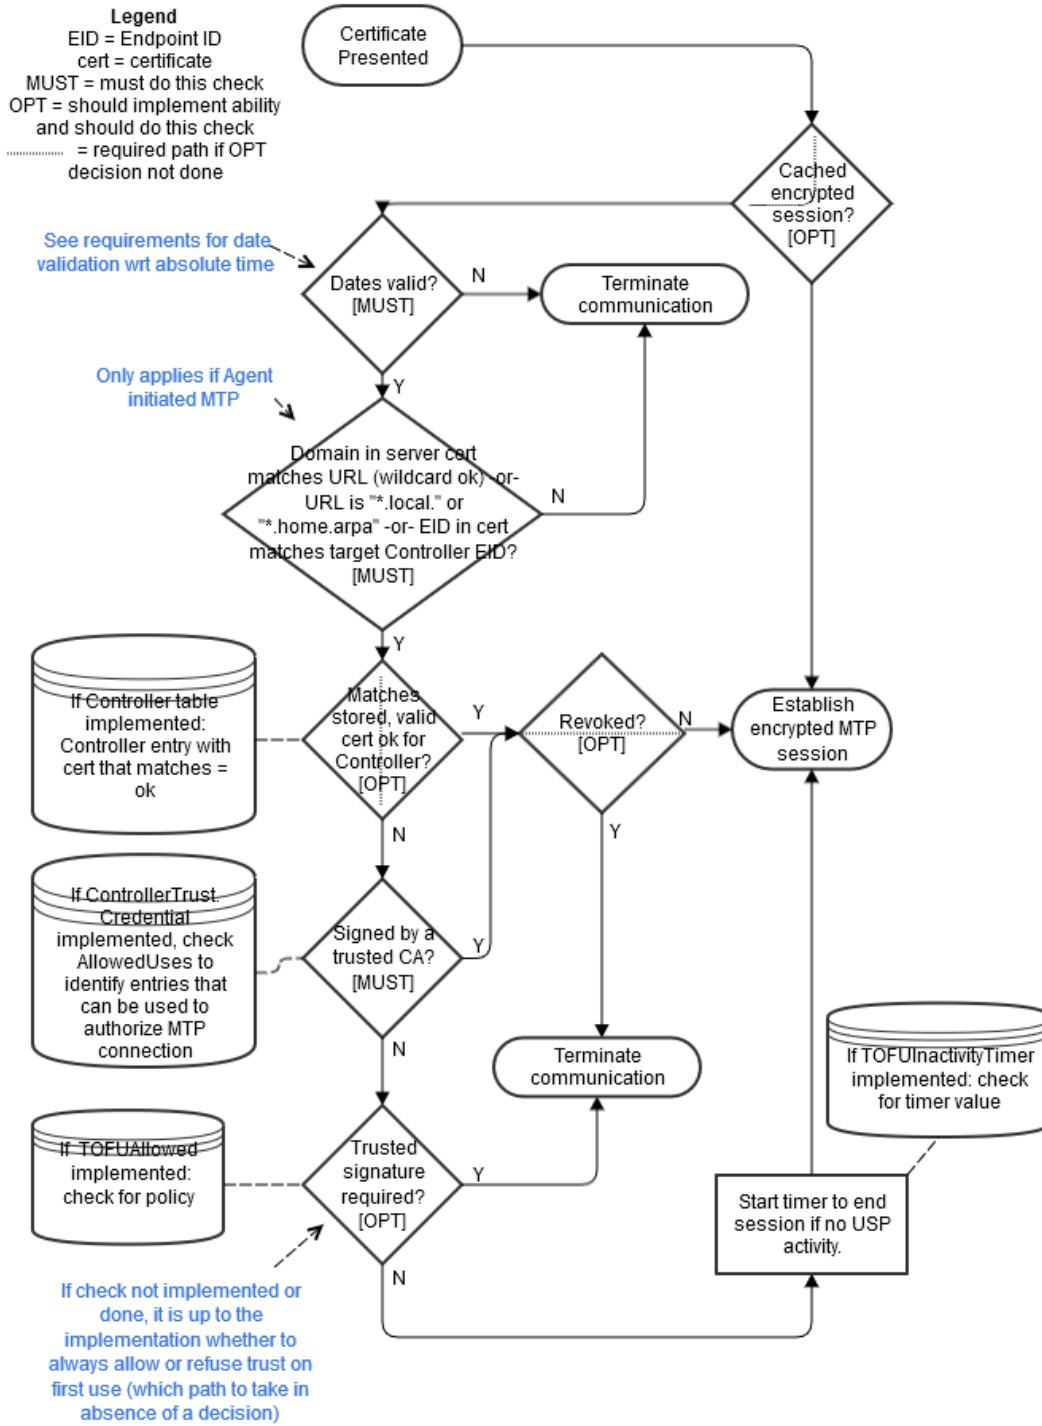 Legend
EID = Endpoint ID
cert = certificate
MUST = must do this check
OPT = should implement ability
and should do this check
= required path if OPT
decision not done
Certificate
Presented
Cached
encrypted
session?
[OPT]
See requirements for date
validation wrt absolute time
Dates valid?
[MUST]
N
Terminate
communication
Y
Only applies if Agent
initiated MTP
Domain in server cert
matches URL (wildcard ok) -or-
URL is "*.local." or
"*.home.arpa" -or- EID in cert
matches target Controller EID?
[MUST]
N
Y
If Controller table
implemented:
Controller entry with
cert that matches =
ok
Matches
stored, valid
cert ok for
Controller?
[OPT]
Y
Revoked?
[OPT]
N
Establish
encrypted MTP
session
N
Y
If ControllerTrust.
Credential
implemented, check
AllowedUses to
identify entries that
can be used to
authorize MTP
connection
Signed by a
trusted CA?
[MUST]
Y
N
Terminate
communication
If TOFUInactivityTimer
implemented: check
for timer value
If TOFUAllowed
implemented:
check for policy
Trusted
signature
required?
[OPT]
Y
Start timer to end
session if no USP
activity.
N
If check not implemented or
done, it is up to the
implementation whether to
always allow or refuse trust on
first use (which path to take in
absence of a decision)